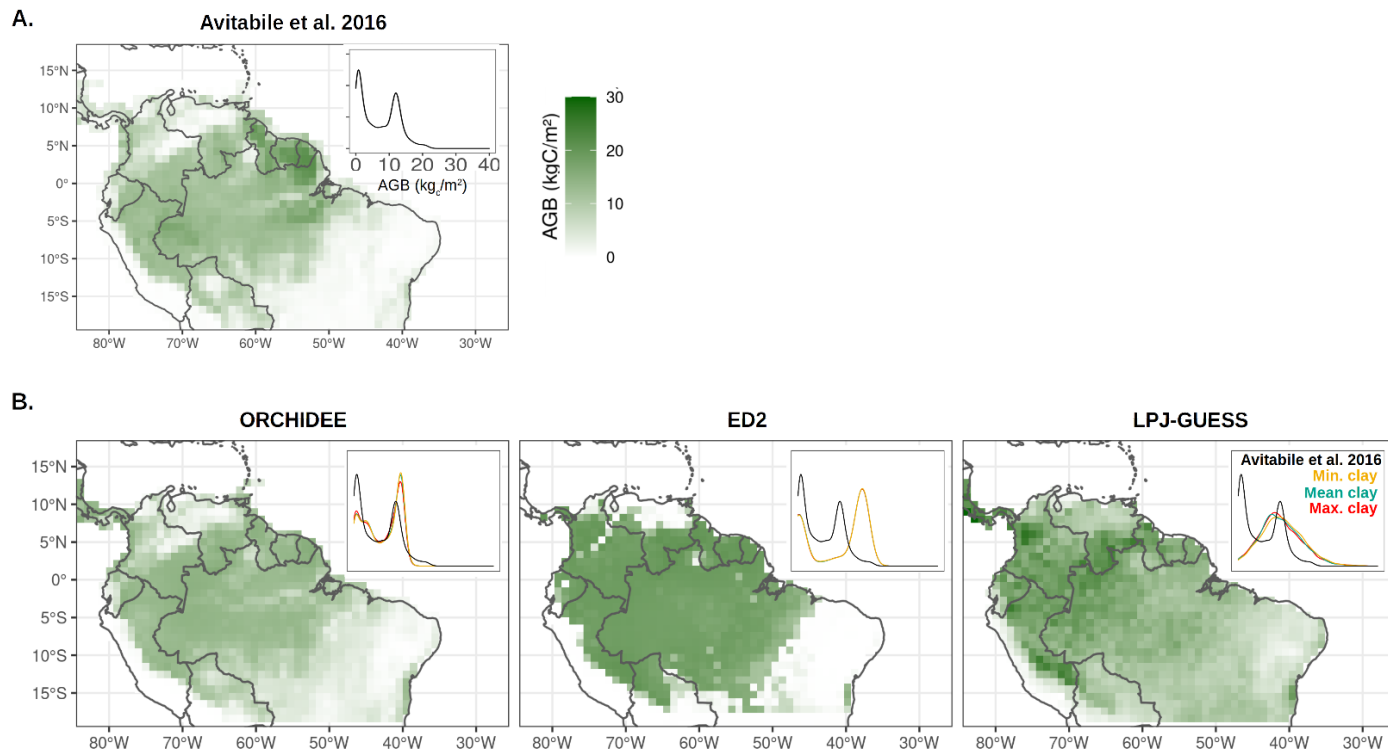 A.
Avitabile et al. 2016
15°N
10°N
5°N
0°
5°S
10°S
15°S
80°W 70°W 60°W 50°W 40°W 30°W
0 10 20 30 40
AGB (kgc/m²)
AGB (kgC/m²)
30
20
10
0
B.
ORCHIDEE
ED2
LPJ-GUESS
15°N
10°N
5°N
0°
5°S
10°S
15°S
Avitabile et al. 2016
Min. clay
Mean clay
Max. clay
80°W 70°W 60°W 50°W 40°W 30°W
80°W 70°W 60°W 50°W 40°W 30°W
80°W 70°W 60°W 50°W 40°W 30°W